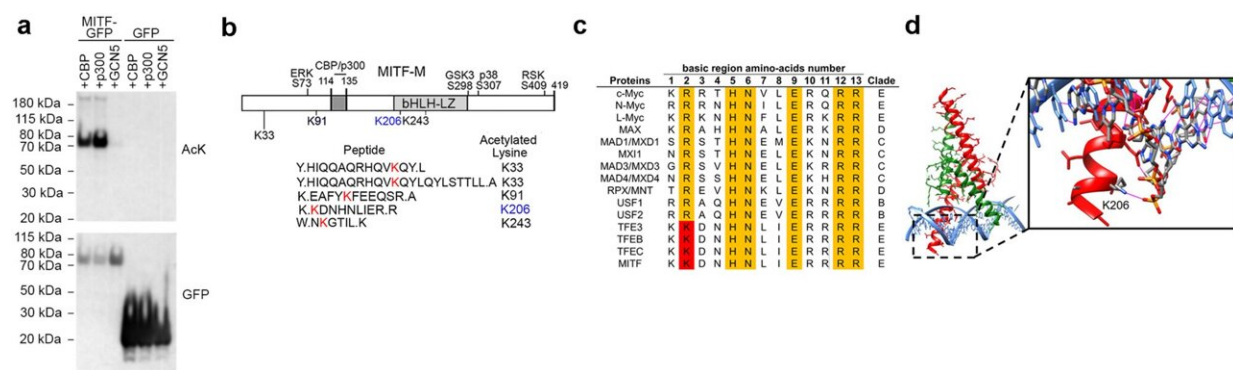 a
MITF-
GFP
GFP
+CBP
+p300
+GCN5
+CBP
+p300
+GCN5
180 kDa
115 kDa
80 kDa
70 kDa
50 kDa
30 kDa
20 kDa
AcK
115 kDa
80 kDa
70 kDa
50 kDa
30 kDa
20 kDa
GFP
b
ERK
S73
CBP/p300
114 135
MITF-M
GSK3
S298
p38
S307
RSK
S409
419
bHLH-LZ
K33
K91
K206
K243
Peptide
Acetylated
Lysine
Y.HIQQAQRHQVKQY.L K33
Y.HIQQAQRHQVKQYLQYLSTTLL.A K33
K.EAFYKFEEQSR.A K91
K.KDNHNLIER.R K206
W.NKGTIL.K K243
c
basic region amino-acids number
Proteins 1 2 3 4 5 6 7 8 9 10 11 12 13 Clade
c-Myc K R R T H N V L E R Q R R E
N-Myc R R R N H N I L E R Q R R E
L-Myc K R K N H N F L E R K R R E
MAX K R A H H N A L E R K R R D
MAD1/MXD1 S R S T H N E M E K N R R C
MXI1 N R S T H N E L E K N R R C
MAD3/MXD3 G R S V H N E L E K R R R C
MAD4/MXD4 N R S S H N E L E K H R R C
RPX/MNT T R E V H N K L E K N R R D
USF1 R R A Q H N E V E R R R R B
USF2 R R A Q H N E V E R R R R B
TFE3 K K D N H N L I E R R R R E
TFEB K K D N H N L I E R R R R E
TFEC K K D N H N L I E R R R R E
MITF K K D N H N L I E R R R R E
d
K206